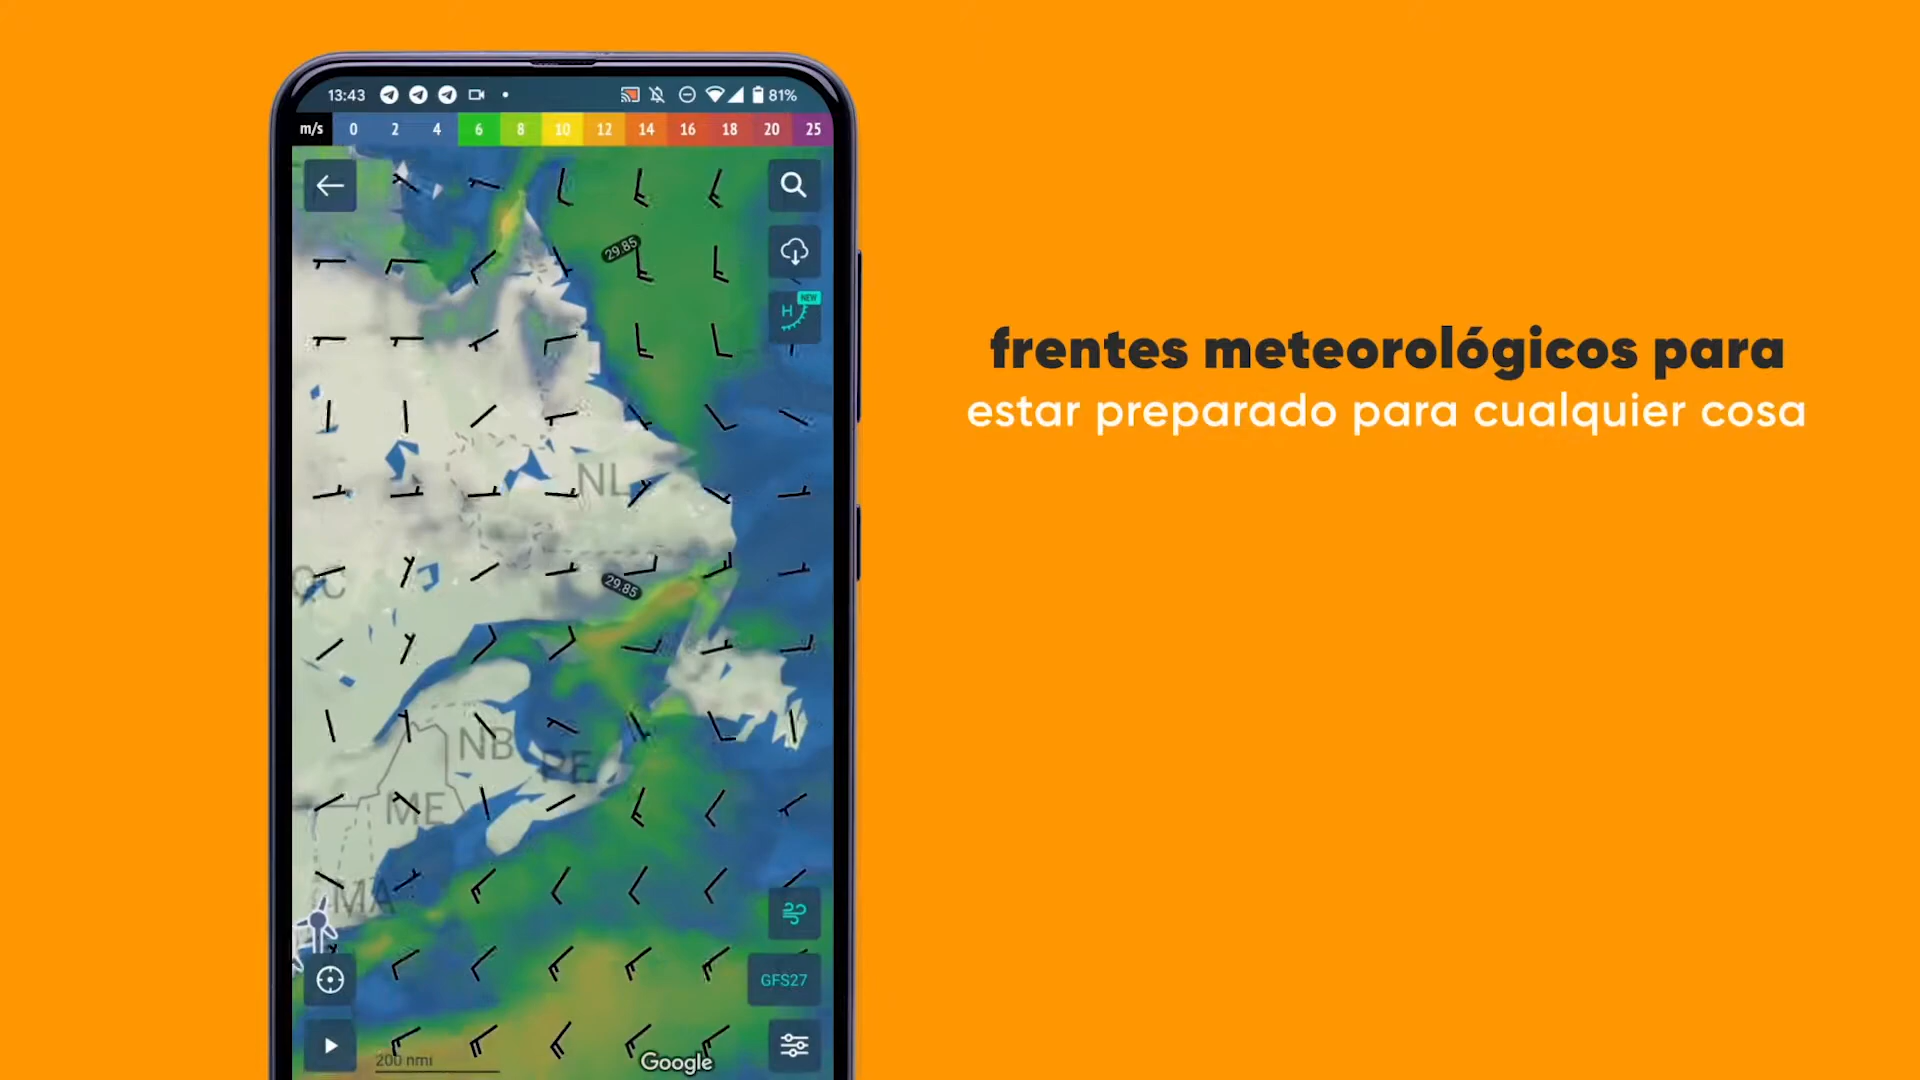 13:43
81%
m/s 0 2 4 6 8 10 12 14 16 18 20 25
29.85
NEW
H
frentes meteorológicos para
estar preparado para cualquier cosa
NL
29.85
QC
NB
PE
ME
MA
GFS27
200 nmi
Google